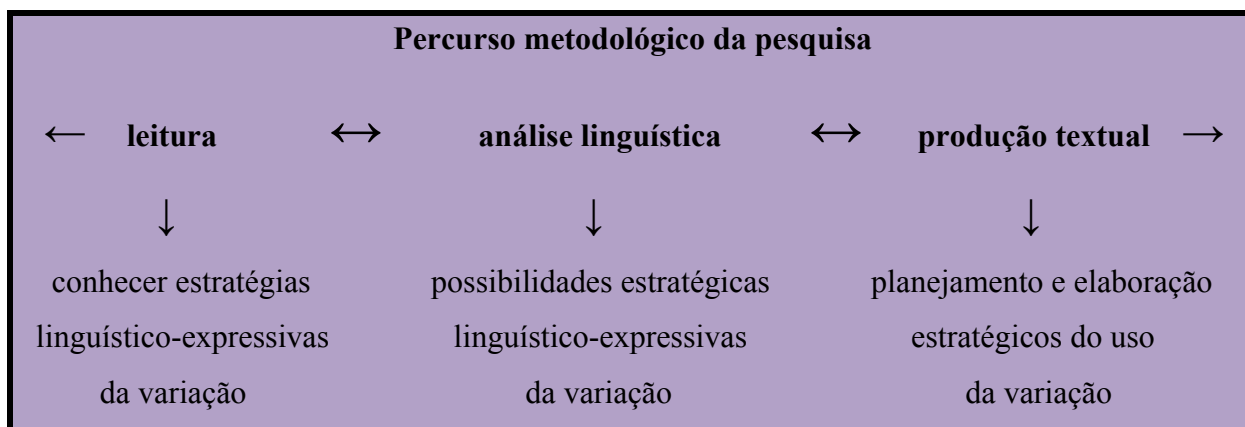 Percurso metodológico da pesquisa
← leitura ↔ análise linguística ↔ produção textual →
↓ ↓ ↓
conhecer estratégias possibilidades estratégicas planejamento e elaboração
linguístico-expressivas linguístico-expressivas estratégicos do uso
da variação da variação da variação